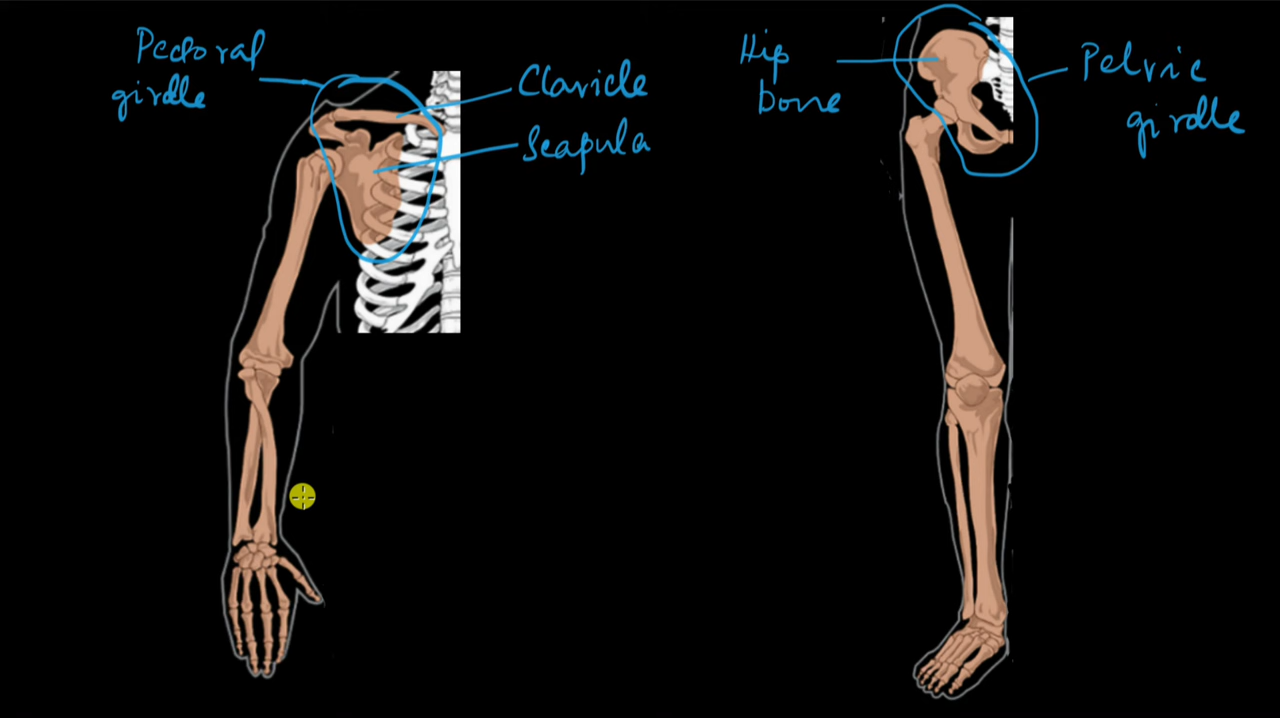 Pectoral
girdle
Clavicle
Scapula
Hip
bone
Pelvic
girdle